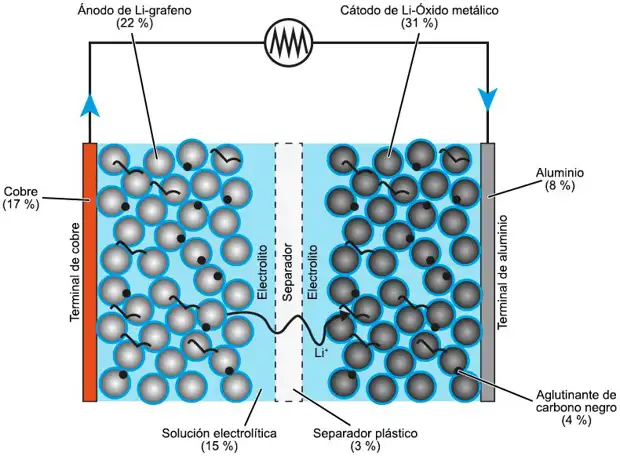 Ánodo de Li-grafeno
(22 %)
Cátodo de Li-Óxido metálico
(31 %)
Cobre
(17 %)
Aluminio
(8 %)
Terminal de cobre
Electrolito
Separador
Electrolito
Terminal de aluminio
Li⁺
Solución electrolítica
(15 %)
Separador plástico
(3 %)
Aglutinante de
carbono negro
(4 %)